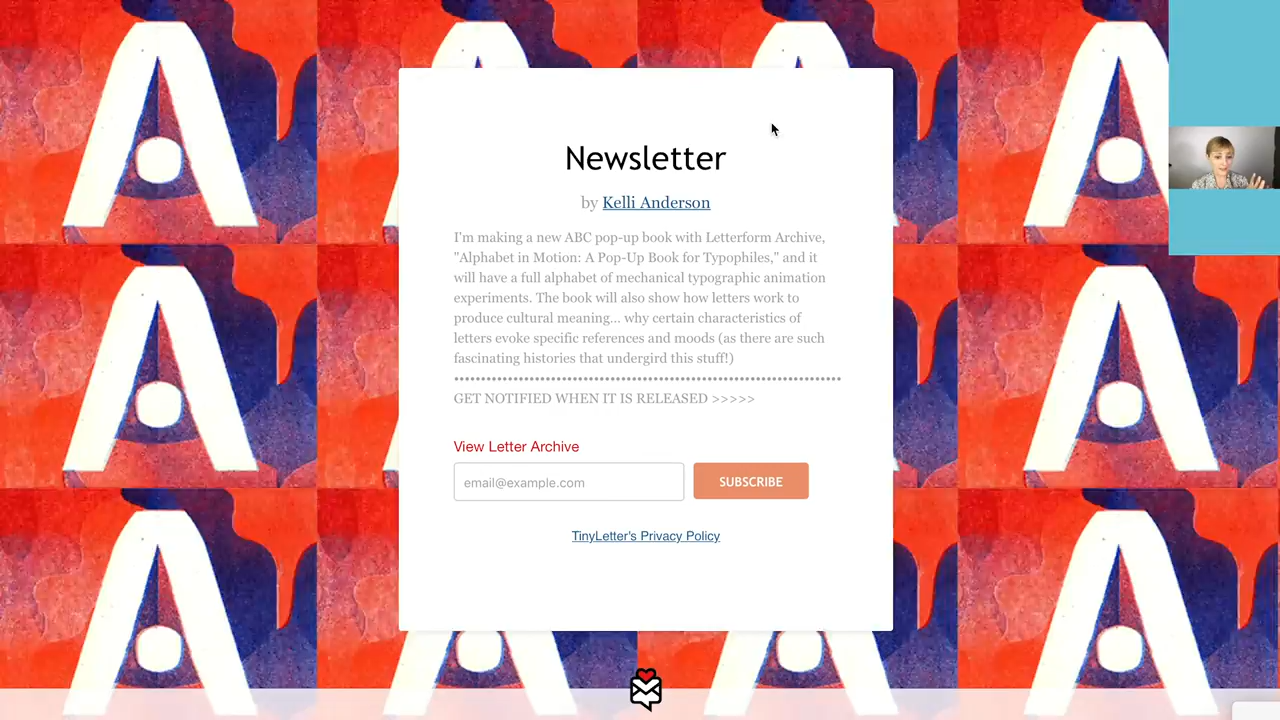 Newsletter
by Kelli Anderson
I'm making a new ABC pop-up book with Letterform Archive,
"Alphabet in Motion: A Pop-Up Book for Typophiles," and it
will have a full alphabet of mechanical typographic animation
experiments. The book will also show how letters work to
produce cultural meaning... why certain characteristics of
letters evoke specific references and moods (as there are such
fascinating histories that undergird this stuff!)
GET NOTIFIED WHEN IT IS RELEASED >>>>>
View Letter Archive
email@example.com
SUBSCRIBE
TinyLetter's Privacy Policy